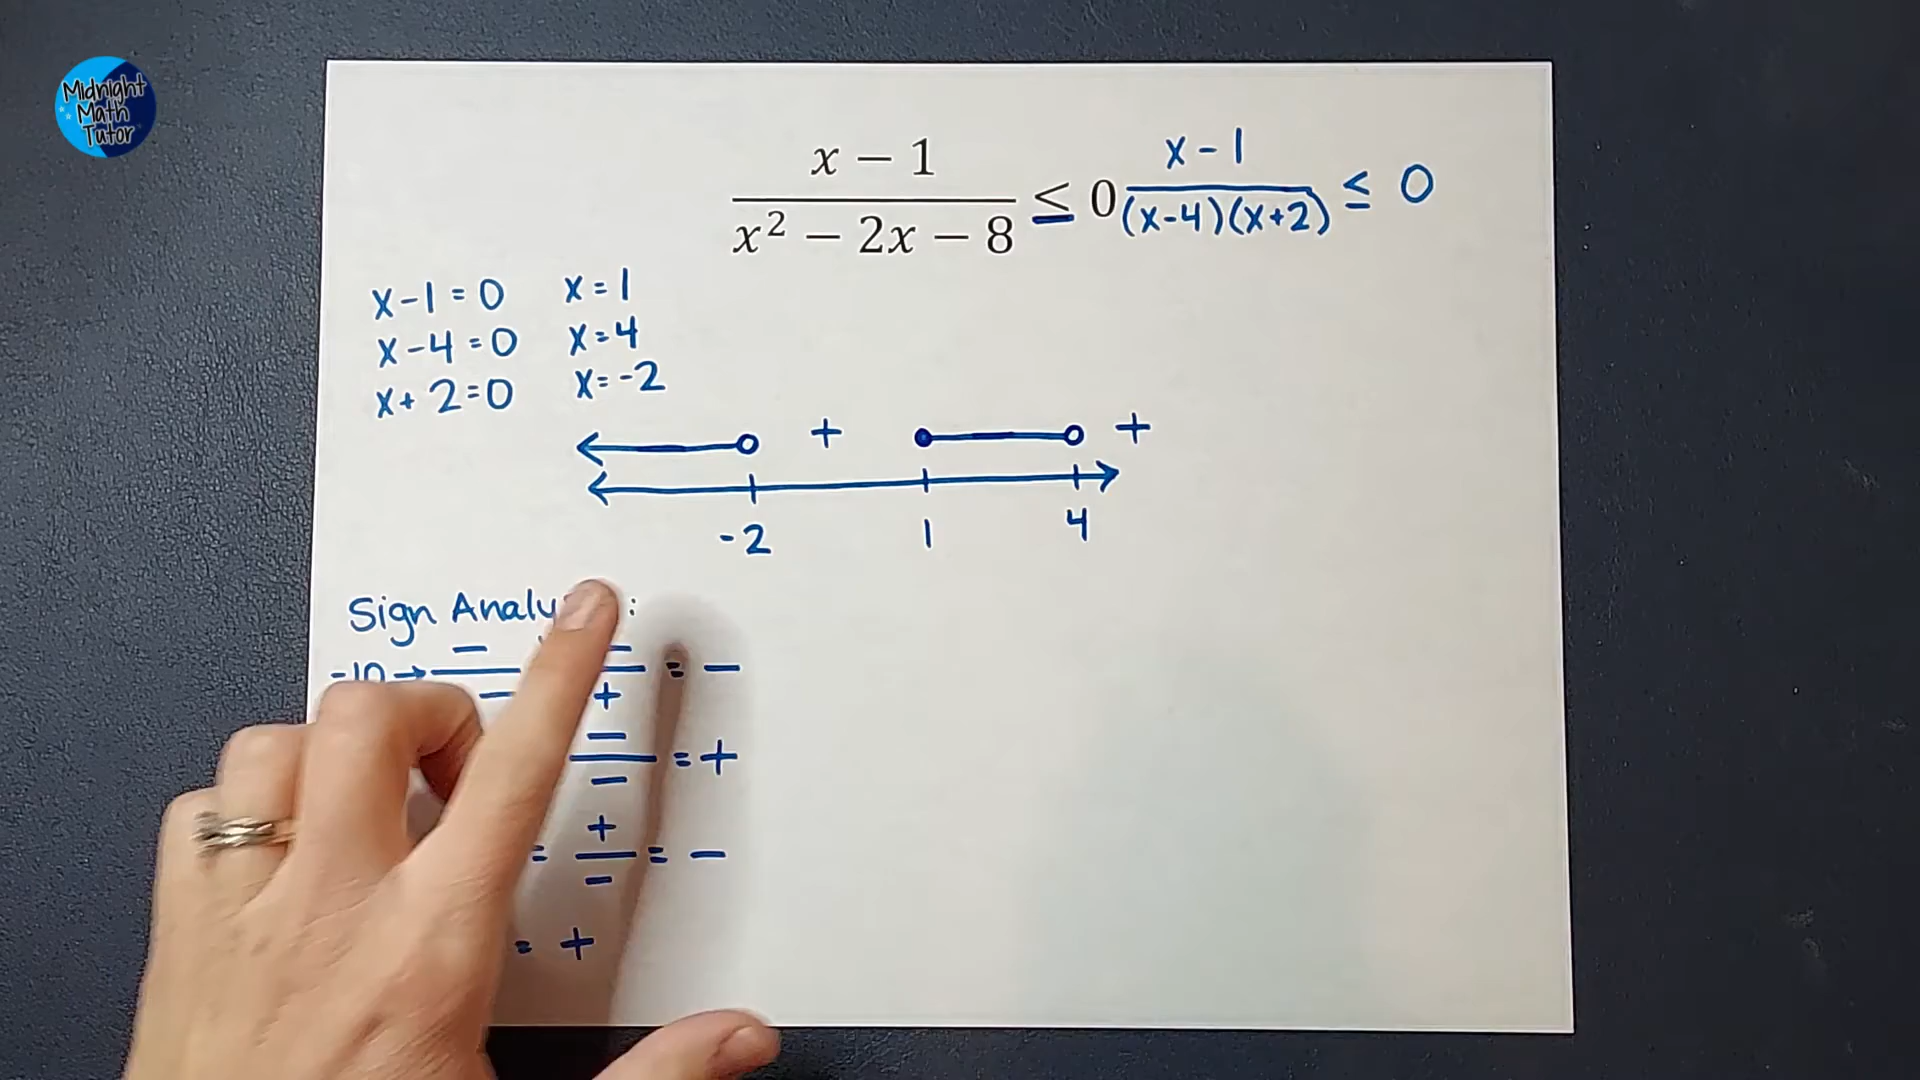 Midnight
Math
Tutor
x − 1
x² − 2x − 8
≤ 0
x - 1
(x-4)(x+2)
≤ 0
x-1=0 x=1
x-4=0 x=4
x+2=0 x=-2
+ +
-2 1 4
Sign :
- -
-10→ = -
- +
-
= +
-
+
= = -
-
= +